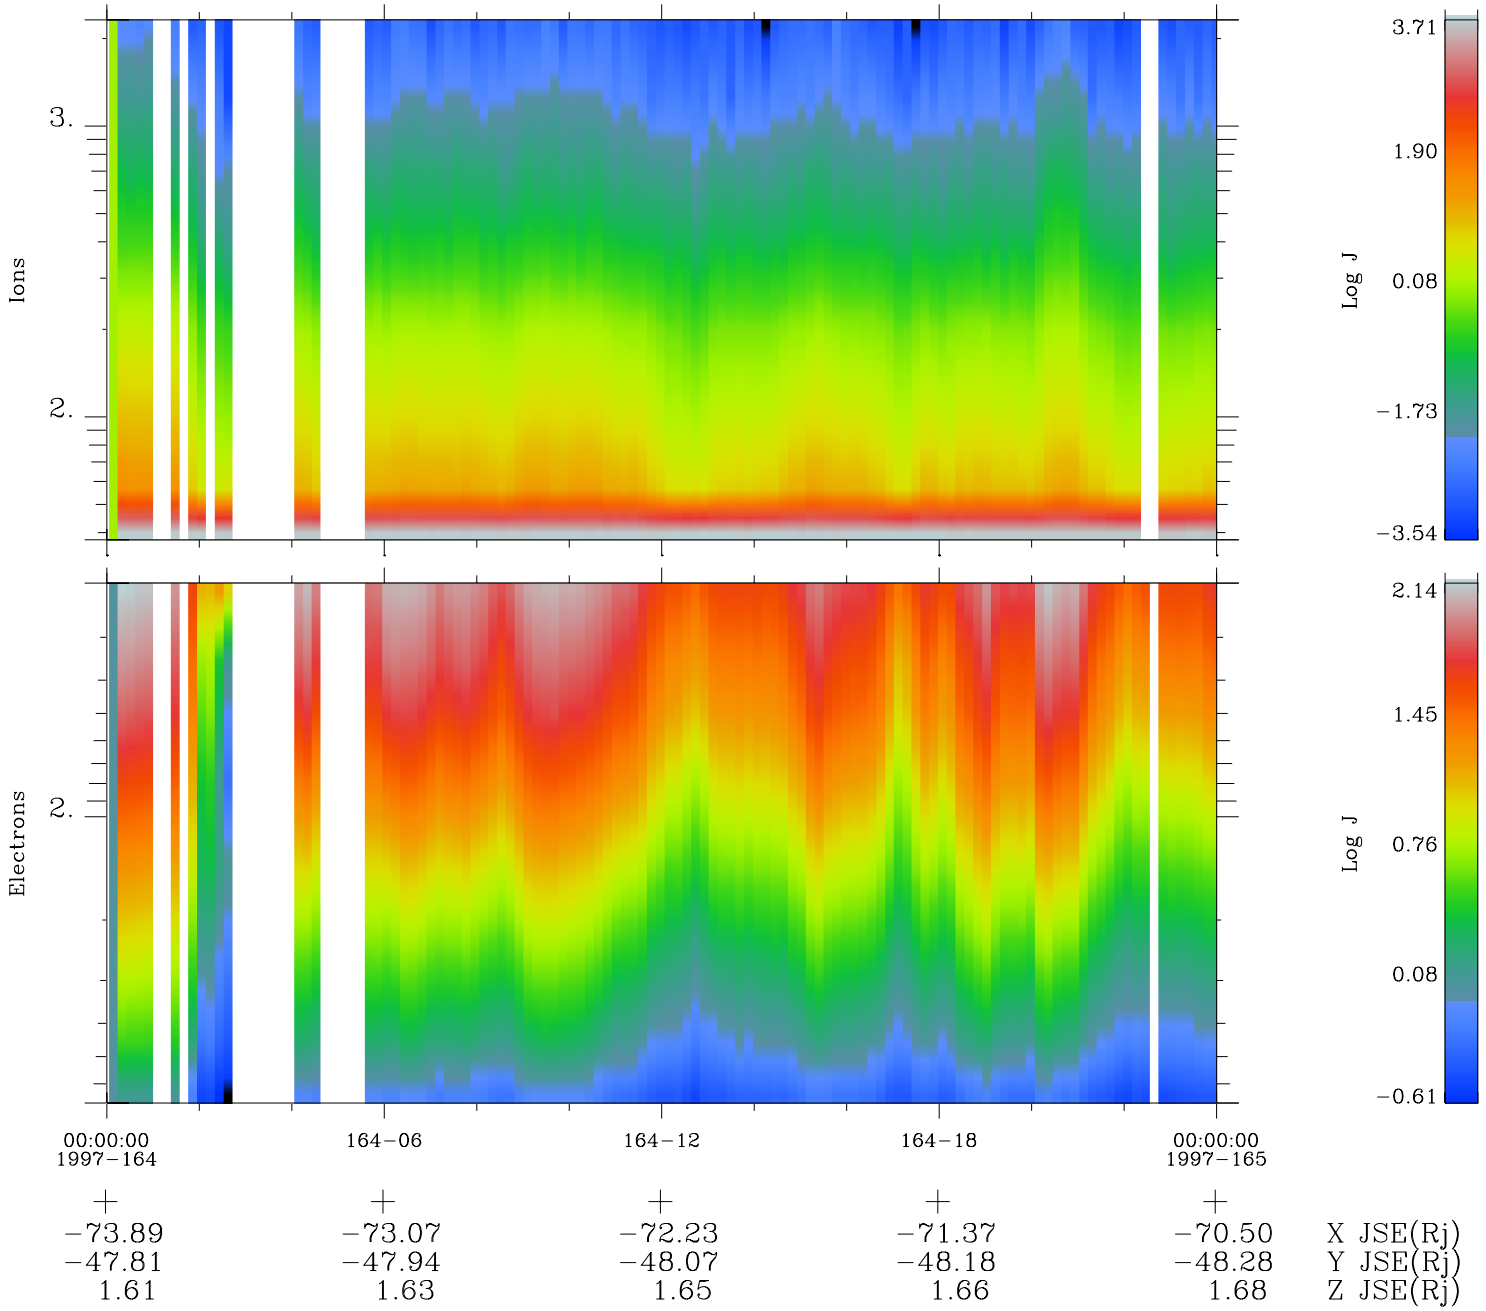 3.71
3.
1.90
Ions
0.08
Log J
2.
−1.73
−3.54
2.14
1.45
2.
Electrons
0.76
Log J
0.08
−0.61
00:00:00 164−06 164−12 164−18 00:00:00
1997−164 1997−165
−73.89 −73.07 −72.23 −71.37 −70.50 X JSE(Rj)
−47.81 −47.94 −48.07 −48.18 −48.28 Y JSE(Rj)
1.61 1.63 1.65 1.66 1.68 Z JSE(Rj)